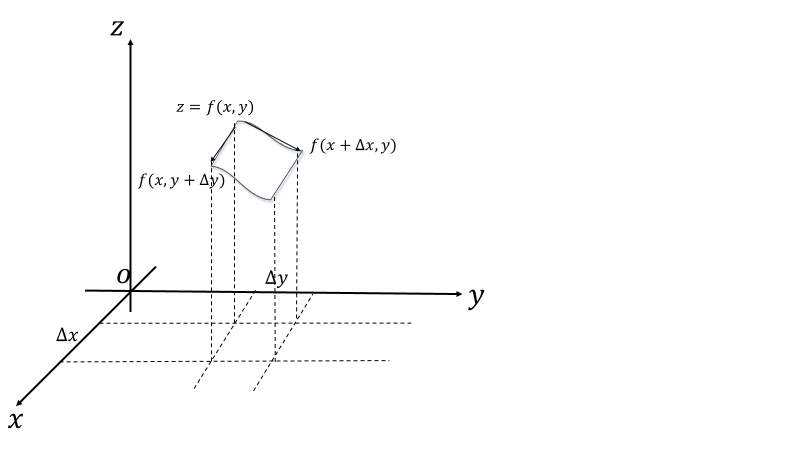 z
z = f(x, y)
f(x + Δx, y)
f(x, y + Δy)
O
Δy
y
Δx
x